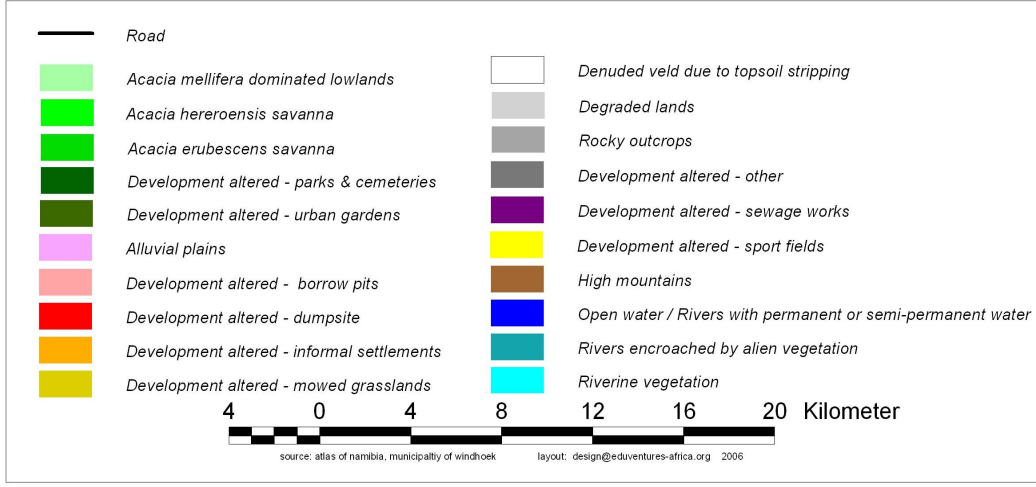 Road
Acacia mellifera dominated lowlands
Acacia hereroensis savanna
Acacia erubescens savanna
Development altered - parks & cemeteries
Development altered - urban gardens
Alluvial plains
Development altered -  borrow pits
Development altered - dumpsite
Development altered - informal settlements
Development altered - mowed grasslands
Denuded veld due to topsoil stripping
Degraded lands
Rocky outcrops
Development altered - other
Development altered - sewage works
Development altered - sport fields
High mountains
Open water / Rivers with permanent or semi-permanent water
Rivers encroached by alien vegetation
Riverine vegetation
4 0 4 8 12 16 20 Kilometer
source: atlas of namibia, municipaltiy of windhoek layout: design@eduventures-africa.org 2006